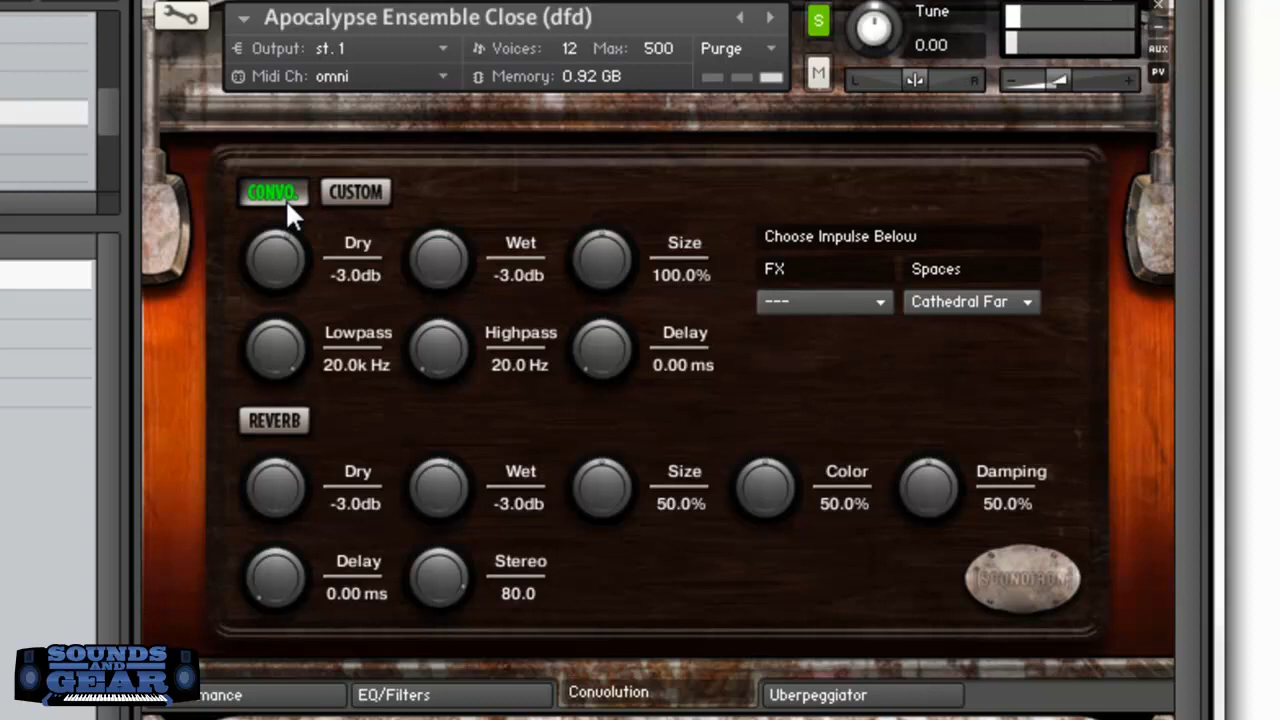 Apocalypse Ensemble Close (dfd)
Output: st. 1
Voices: 12 Max: 500
Purge
Midi Ch: omni
Memory: 0.92 GB
S
M
Tune
0.00
L R
- +
AUX
PV
CONVO.
CUSTOM
Dry
-3.0db
Wet
-3.0db
Size
100.0%
Choose Impulse Below
FX
Spaces
---
Cathedral Far
Lowpass
20.0k Hz
Highpass
20.0 Hz
Delay
0.00 ms
REVERB
Dry
-3.0db
Wet
-3.0db
Size
50.0%
Color
50.0%
Damping
50.0%
Delay
0.00 ms
Stereo
80.0
SOUNDIRON
SOUNDS
AND
GEAR
mance
EQ/Filters
Convolution
Uberpeggiator